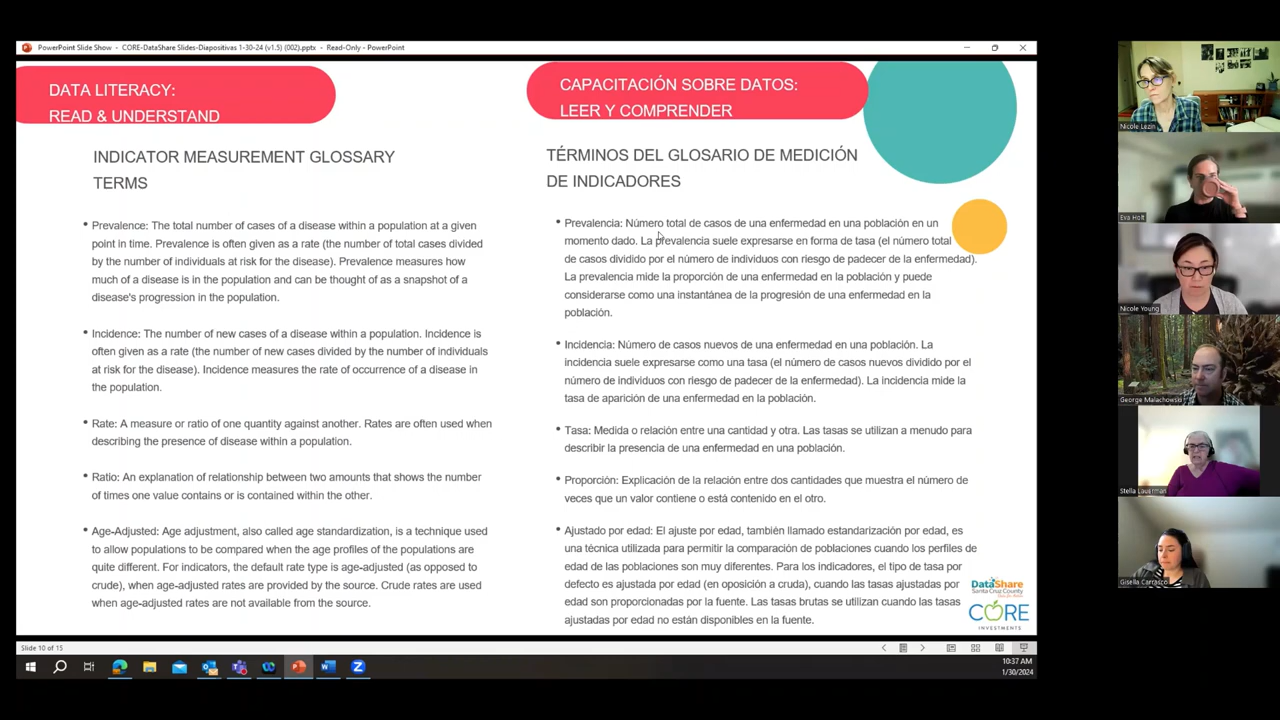 PowerPoint Slide Show - CORE-DataShare Slides-Diapositivas 1-30-24 (v1.5) (002).pptx - Read-Only - PowerPoint
DATA LITERACY:
READ & UNDERSTAND
INDICATOR MEASUREMENT GLOSSARY
TERMS
• Prevalence: The total number of cases of a disease within a population at a given
point in time. Prevalence is often given as a rate (the number of total cases divided
by the number of individuals at risk for the disease). Prevalence measures how
much of a disease is in the population and can be thought of as a snapshot of a
disease's progression in the population.
• Incidence: The number of new cases of a disease within a population. Incidence is
often given as a rate (the number of new cases divided by the number of individuals
at risk for the disease). Incidence measures the rate of occurrence of a disease in
the population.
• Rate: A measure or ratio of one quantity against another. Rates are often used when
describing the presence of disease within a population.
• Ratio: An explanation of relationship between two amounts that shows the number
of times one value contains or is contained within the other.
• Age-Adjusted: Age adjustment, also called age standardization, is a technique used
to allow populations to be compared when the age profiles of the populations are
quite different. For indicators, the default rate type is age-adjusted (as opposed to
crude), when age-adjusted rates are provided by the source. Crude rates are used
when age-adjusted rates are not available from the source.
CAPACITACIÓN SOBRE DATOS:
LEER Y COMPRENDER
TÉRMINOS DEL GLOSARIO DE MEDICIÓN
DE INDICADORES
• Prevalencia: Número total de casos de una enfermedad en una población en un
momento dado. La prevalencia suele expresarse en forma de tasa (el número total
de casos dividido por el número de individuos con riesgo de padecer de la enfermedad).
La prevalencia mide la proporción de una enfermedad en la población y puede
considerarse como una instantánea de la progresión de una enfermedad en la
población.
• Incidencia: Número de casos nuevos de una enfermedad en una población. La
incidencia suele expresarse como una tasa (el número de casos nuevos dividido por el
número de individuos con riesgo de padecer de la enfermedad). La incidencia mide la
tasa de aparición de una enfermedad en la población.
• Tasa: Medida o relación entre una cantidad y otra. Las tasas se utilizan a menudo para
describir la presencia de una enfermedad en una población.
• Proporción: Explicación de la relación entre dos cantidades que muestra el número de
veces que un valor contiene o está contenido en el otro.
• Ajustado por edad: El ajuste por edad, también llamado estandarización por edad, es
una técnica utilizada para permitir la comparación de poblaciones cuando los perfiles de
edad de las poblaciones son muy diferentes. Para los indicadores, el tipo de tasa por
defecto es ajustada por edad (en oposición a cruda), cuando las tasas ajustadas por
edad son proporcionadas por la fuente. Las tasas brutas se utilizan cuando las tasas
ajustadas por edad no están disponibles en la fuente.
DataShare
Santa Cruz County
CORE
INVESTMENTS
Slide 10 of 15
10:37 AM
1/30/2024
Nicole Lezin
Eva Holt
Nicole Young
George Malachowski
Stella Lauerman
Gisella Carrasco